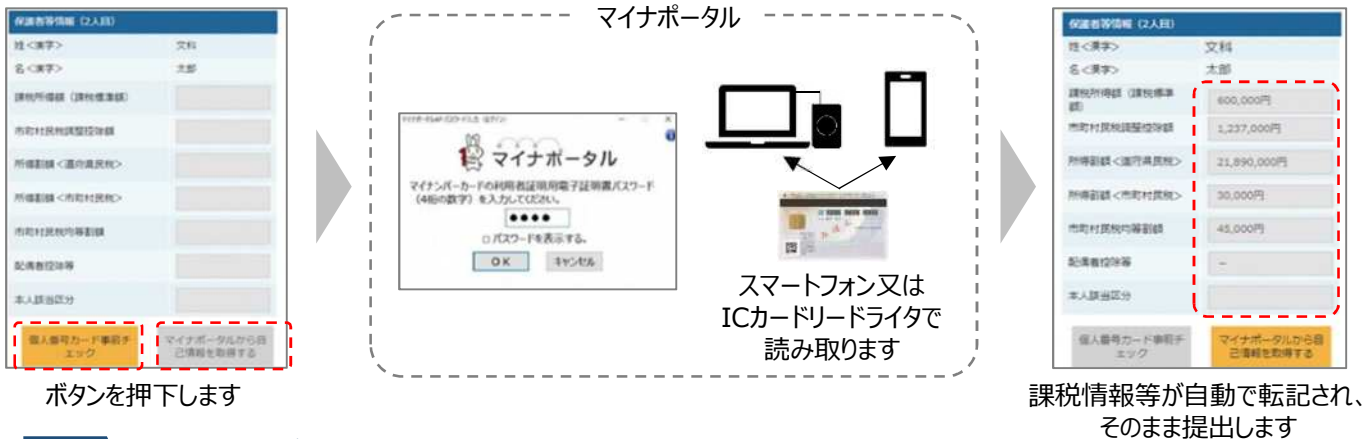 保護者等情報（2人目）
姓<漢字> 文科
名<漢字> 太郎
課税所得額（課税標準額）
市町村民税調整控除額
所得割額<道府県民税>
所得割額<市町村民税>
市町村民税均等割額
配偶者控除等
本人該当区分
個人番号カード事前チ
ェック
マイナポータルから自
己情報を取得する
ボタンを押下します
マイナポータル
マイナポータル
マイナンバーカードの利用者証明用電子証明書パスワード
(4桁の数字) を入力してください。
●●●●
□パスワードを表示する。
OK キャンセル
スマートフォン又は
ICカードリードライタで
読み取ります
保護者等情報（2人目）
姓<漢字> 文科
名<漢字> 太郎
課税所得額（課税標準
額） 600,000円
市町村民税調整控除額 1,237,000円
所得割額<道府県民税> 21,890,000円
所得割額<市町村民税> 30,000円
市町村民税均等割額 45,000円
配偶者控除等 －
本人該当区分
個人番号カード事前チ
ェック
マイナポータルから自
己情報を取得する
課税情報等が自動で転記され、
そのまま提出します